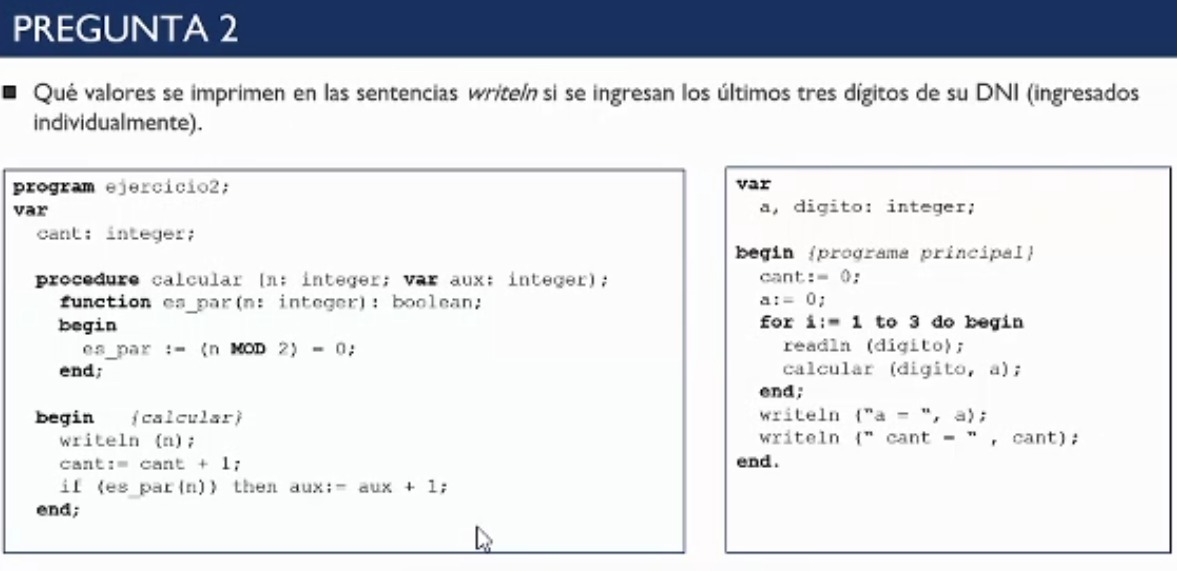 PREGUNTA 2
Qué valores se imprimen en las sentencias writeln si se ingresan los últimos tres dígitos de su DNI (ingresados
individualmente).
program ejercicio2;
var
cant: integer;
procedure calcular (n: integer; var aux: integer);
function es_par(n: integer): boolean;
begin
es_par := (n MOD 2) = 0;
end;
begin {calcular}
writeln (n);
cant:= cant + 1;
if (es_par(n)) then aux:= aux + 1;
end;
var
a, digito: integer;
begin {programa principal}
cant:= 0;
a:= 0;
for i:= 1 to 3 do begin
readln (digito);
calcular (digito, a);
end;
writeln ("a = ", a);
writeln (" cant = " , cant);
end.